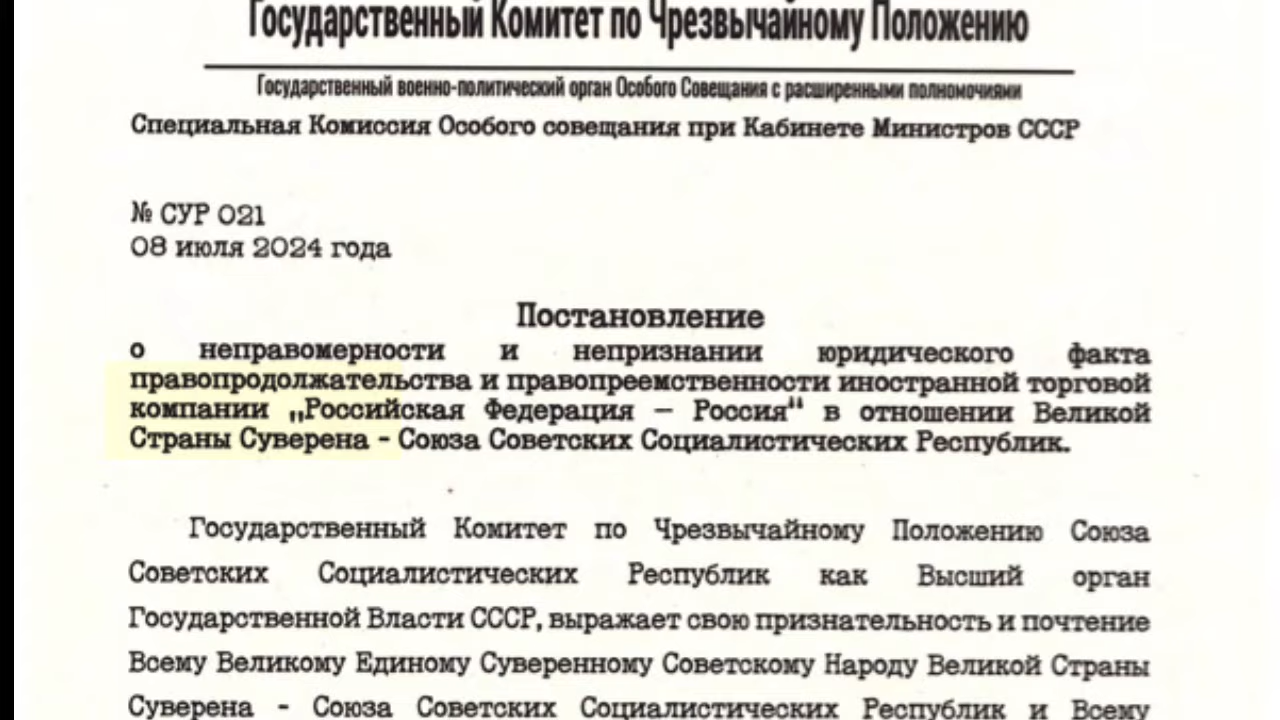 Государственный Комитет по Чрезвычайному Положению
Государственный военно-политический орган Особого Совещания с расширенными полномочиями
Специальная Комиссия Особого совещания при Кабинете Министров СССР
№ СУР 021
08 июля 2024 года
Постановление
о неправомерности и непризнании юридического факта
правопродолжательства и правопреемственности иностранной торговой
компании „Российская Федерация – Россия“ в отношении Великой
Страны Суверена - Союза Советских Социалистических Республик.
Государственный Комитет по Чрезвычайному Положению Союза
Советских Социалистических Республик как Высший орган
Государственной Власти СССР, выражает свою признательность и почтение
Всему Великому Единому Суверенному Советскому Народу Великой Страны
Суверена - Союза Советских Социалистических Республик и Всему